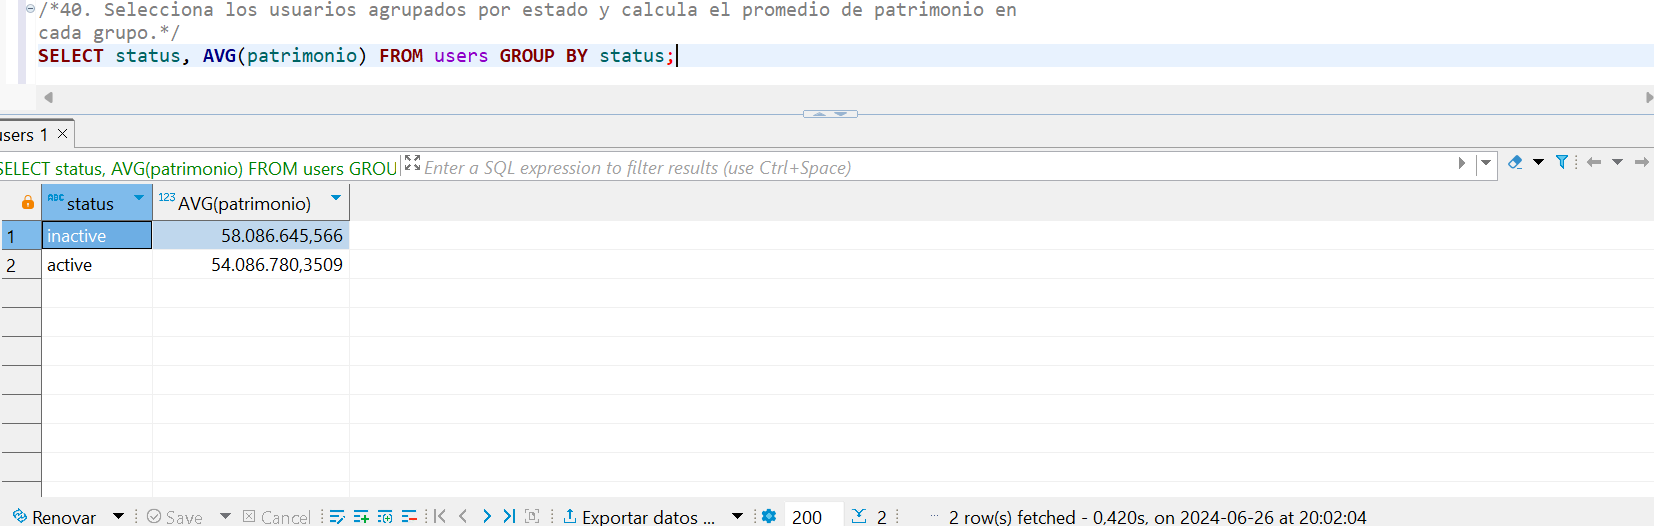 /*40. Selecciona los usuarios agrupados por estado y calcula el promedio de patrimonio en
cada grupo.*/
SELECT status, AVG(patrimonio) FROM users GROUP BY status;
users 1
SELECT status, AVG(patrimonio) FROM users GROU
Enter a SQL expression to filter results (use Ctrl+Space)
ABC status 123 AVG(patrimonio)
1 inactive 58.086.645,566
2 active 54.086.780,3509
Renovar Save Cancel Exportar datos ... 200 2 2 row(s) fetched - 0,420s, on 2024-06-26 at 20:02:04